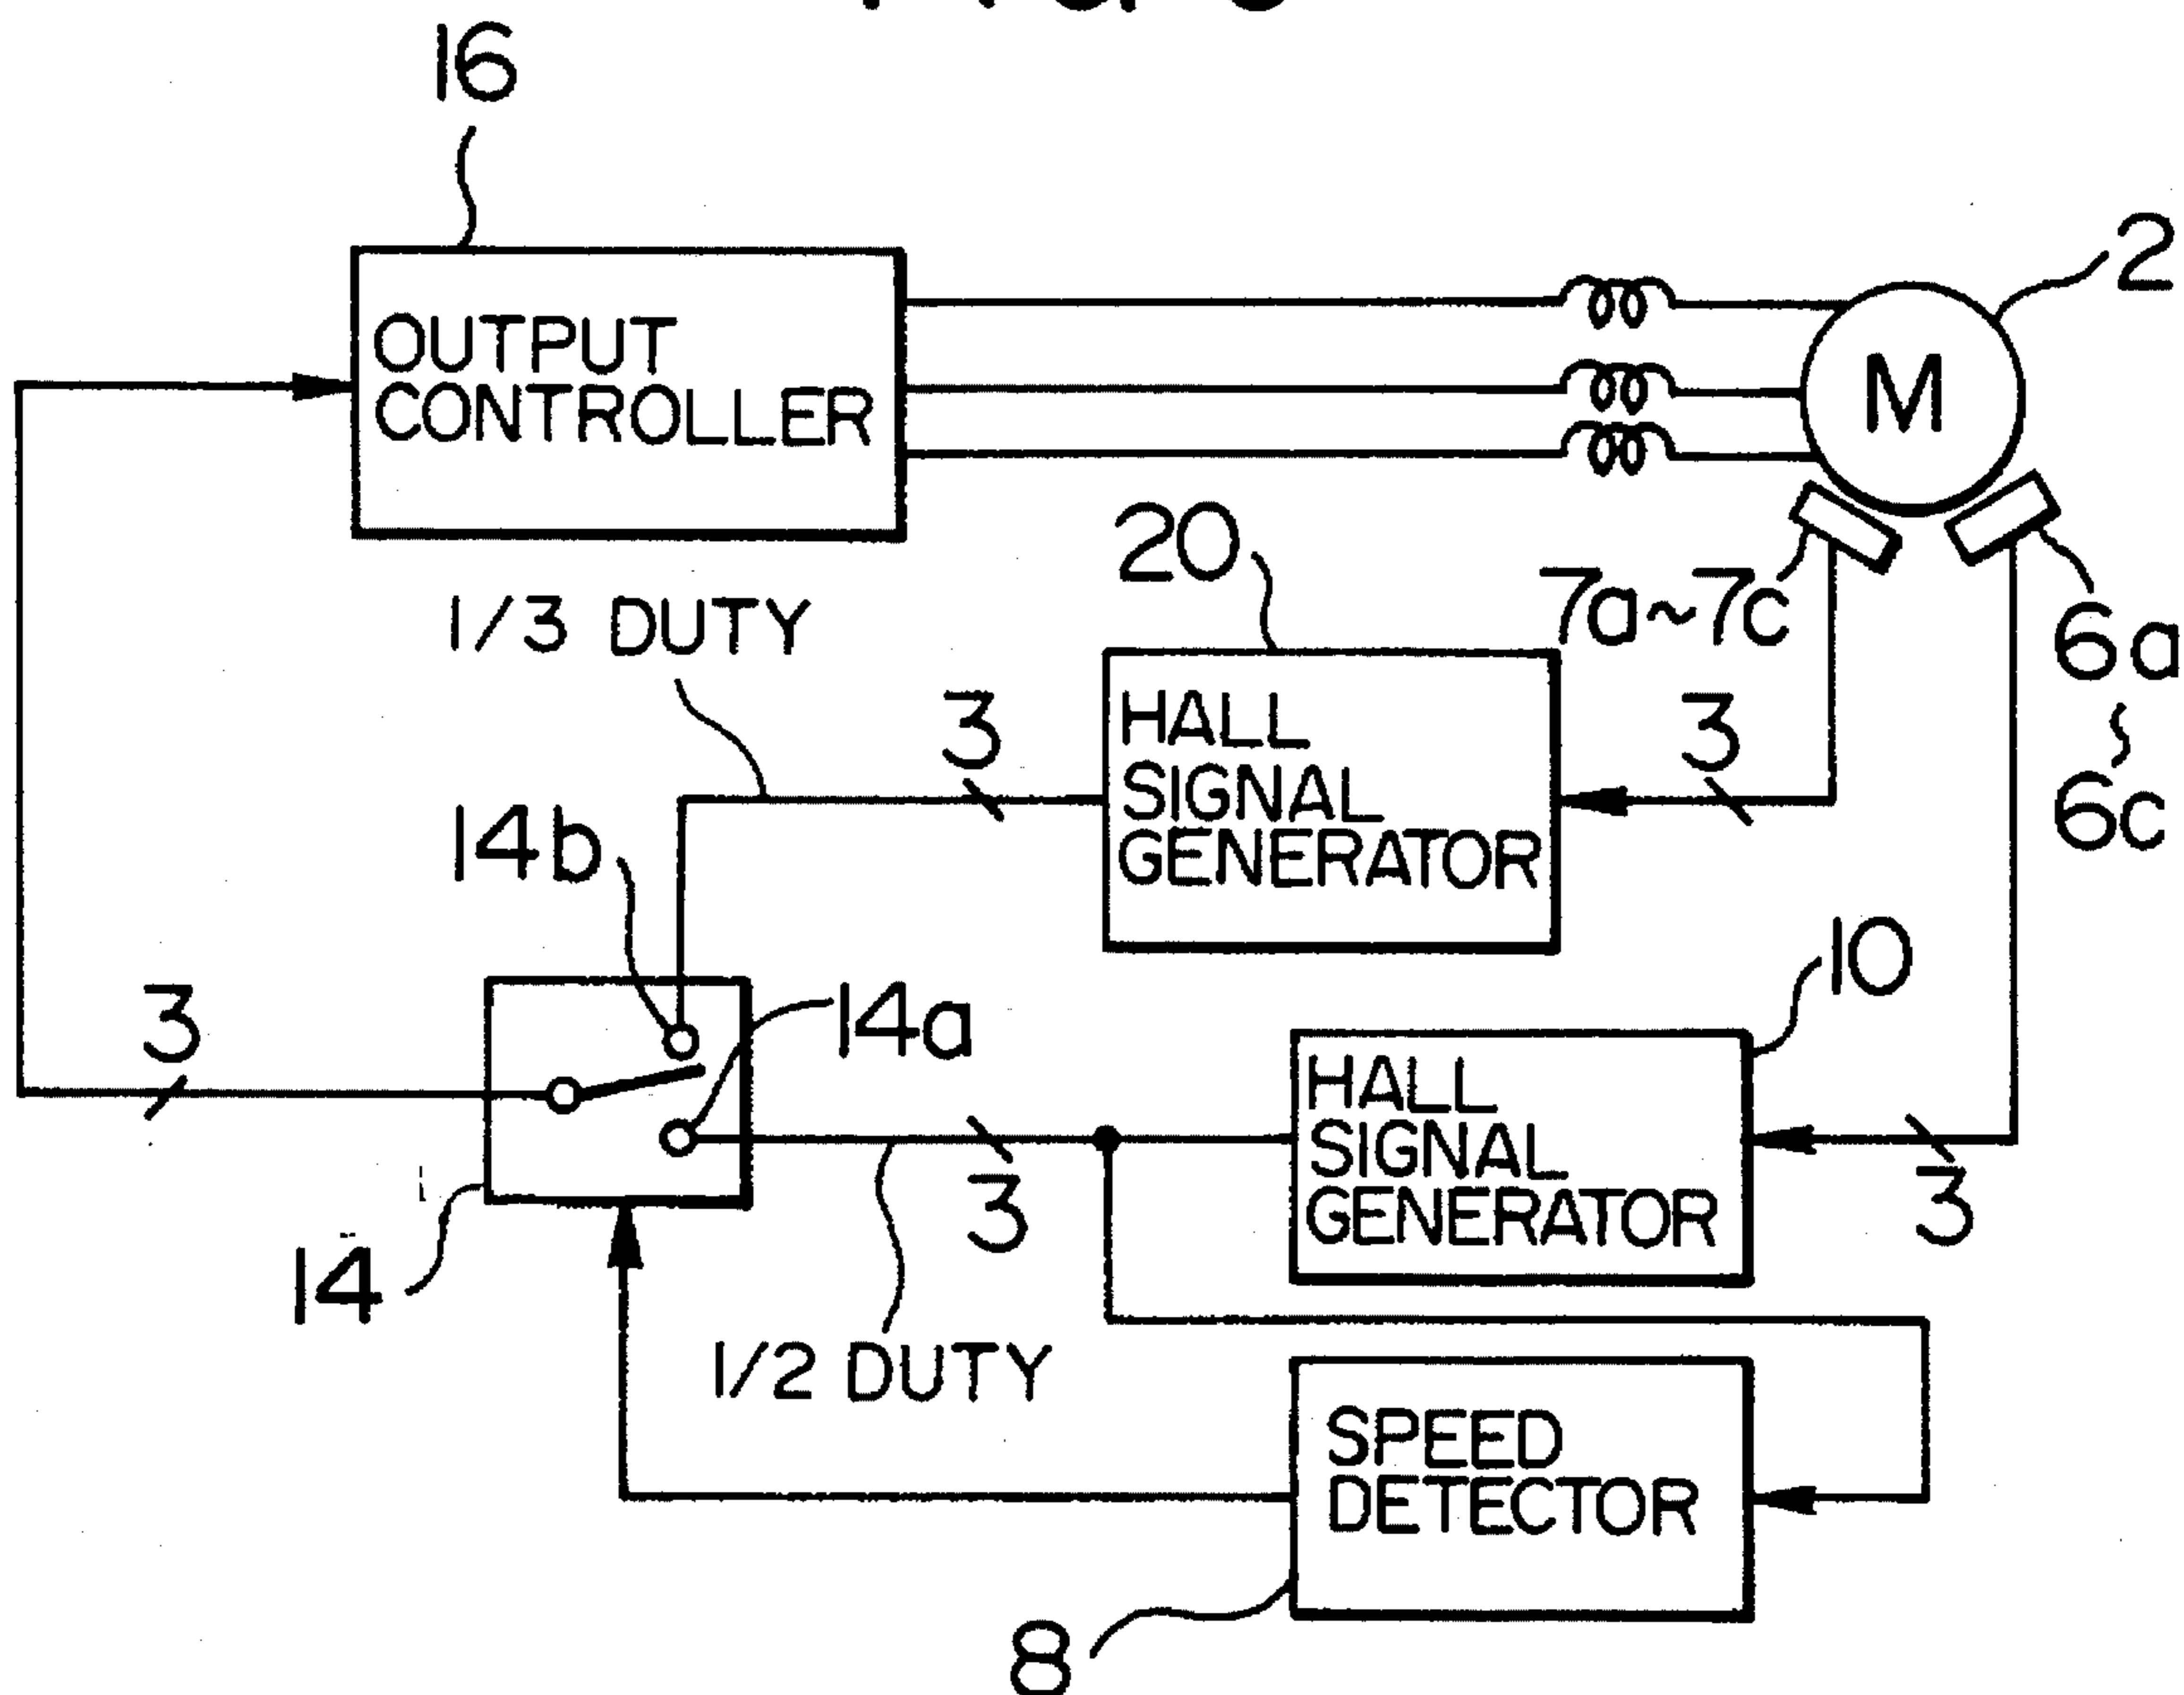 16
2
OUTPUT
CONTROLLER
M
20
7a~7c
6a
~
6c
1/3 DUTY
3
HALL
SIGNAL
GENERATOR
3
14b
10
14a
3
HALL
SIGNAL
GENERATOR
3
3
14
1/2 DUTY
SPEED
DETECTOR
8